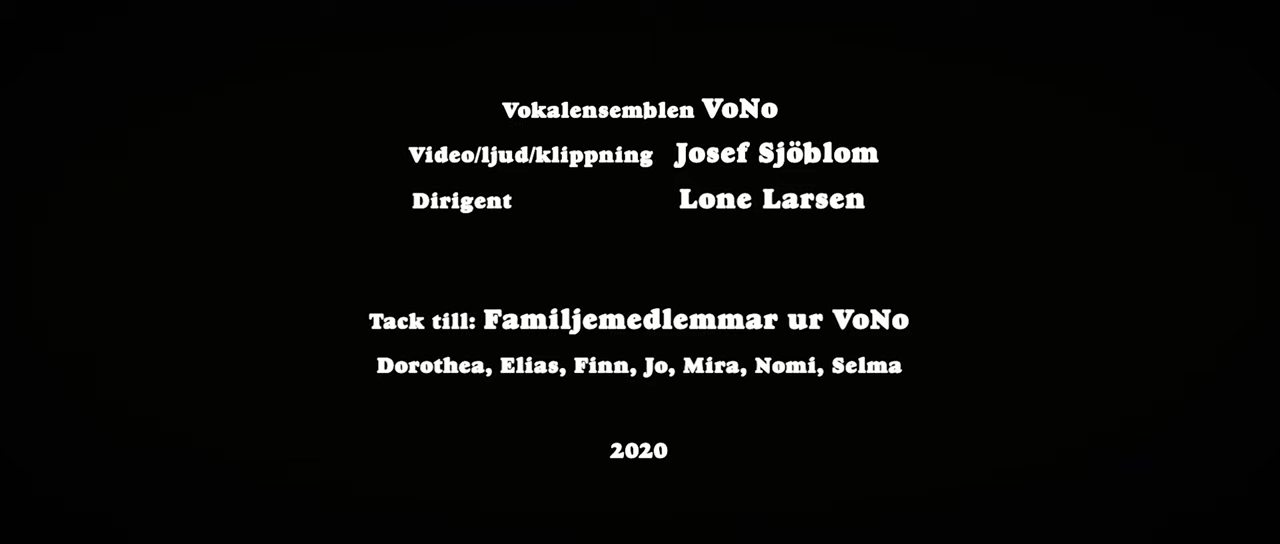 Vokalensemblen VoNo
Video/ljud/klippning Josef Sjöblom
Dirigent Lone Larsen
Tack till: Familjemedlemmar ur VoNo
Dorothea, Elias, Finn, Jo, Mira, Nomi, Selma
2020